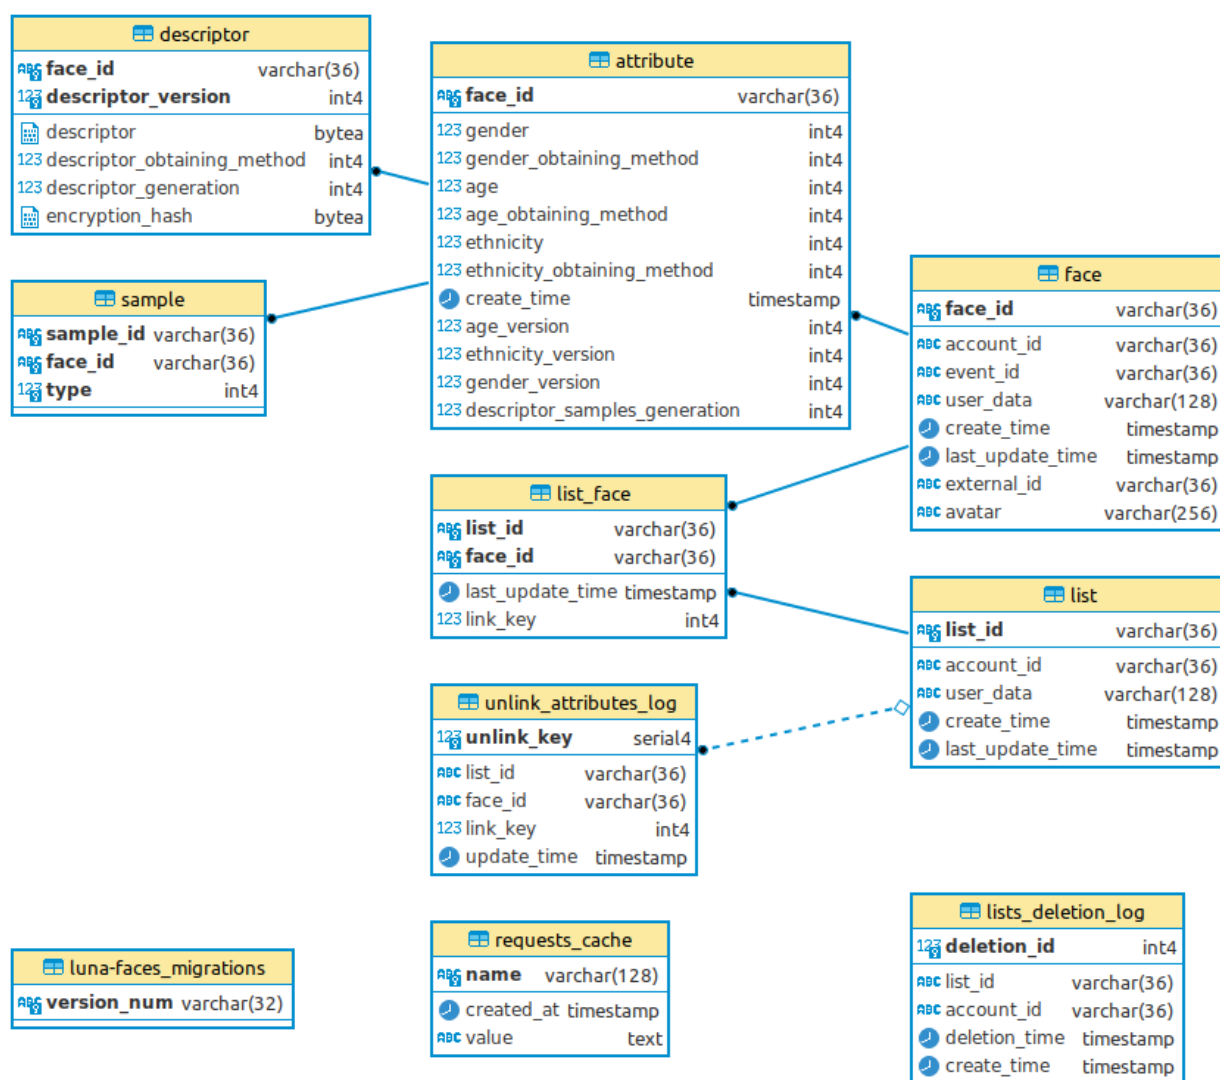 descriptor
face_id varchar(36)
descriptor_version int4
descriptor bytea
descriptor_obtaining_method int4
descriptor_generation int4
encryption_hash bytea
attribute
face_id varchar(36)
gender int4
gender_obtaining_method int4
age int4
age_obtaining_method int4
ethnicity int4
ethnicity_obtaining_method int4
create_time timestamp
age_version int4
ethnicity_version int4
gender_version int4
descriptor_samples_generation int4
sample
sample_id varchar(36)
face_id varchar(36)
type int4
face
face_id varchar(36)
account_id varchar(36)
event_id varchar(36)
user_data varchar(128)
create_time timestamp
last_update_time timestamp
external_id varchar(36)
avatar varchar(256)
list_face
list_id varchar(36)
face_id varchar(36)
last_update_time timestamp
link_key int4
list
list_id varchar(36)
account_id varchar(36)
user_data varchar(128)
create_time timestamp
last_update_time timestamp
unlink_attributes_log
unlink_key serial4
list_id varchar(36)
face_id varchar(36)
link_key int4
update_time timestamp
luna-faces_migrations
version_num varchar(32)
requests_cache
name varchar(128)
created_at timestamp
value text
lists_deletion_log
deletion_id int4
list_id varchar(36)
account_id varchar(36)
deletion_time timestamp
create_time timestamp